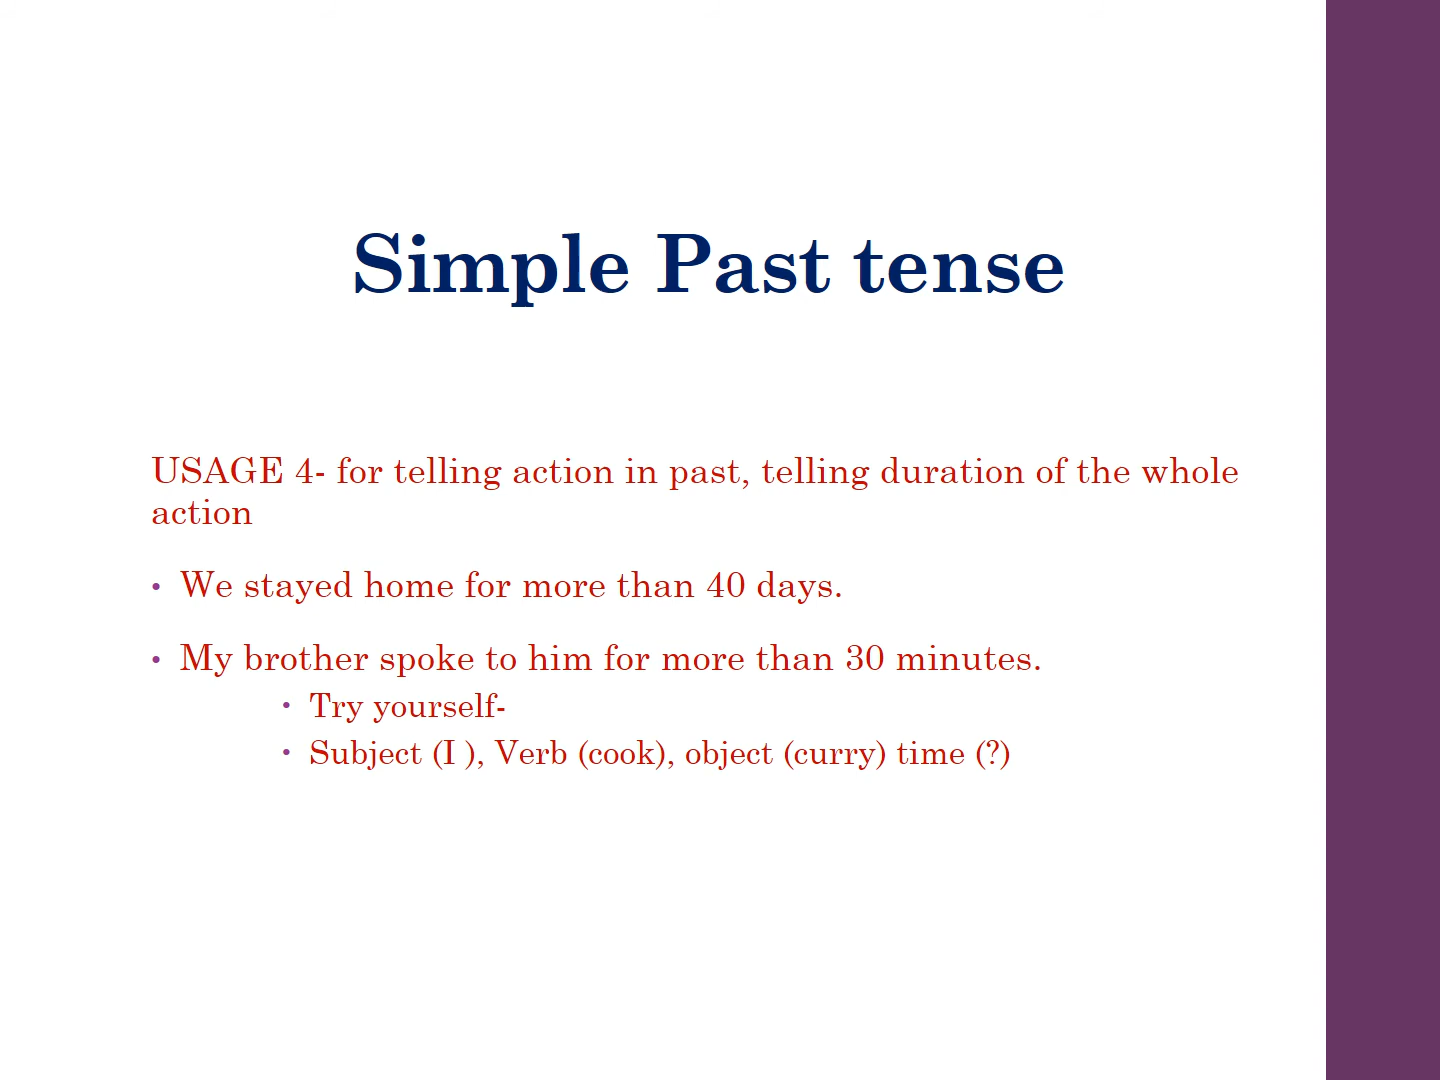 Simple Past tense
USAGE 4- for telling action in past, telling duration of the whole
action
• We stayed home for more than 40 days.
• My brother spoke to him for more than 30 minutes.
• Try yourself-
• Subject (I ), Verb (cook), object (curry) time (?)